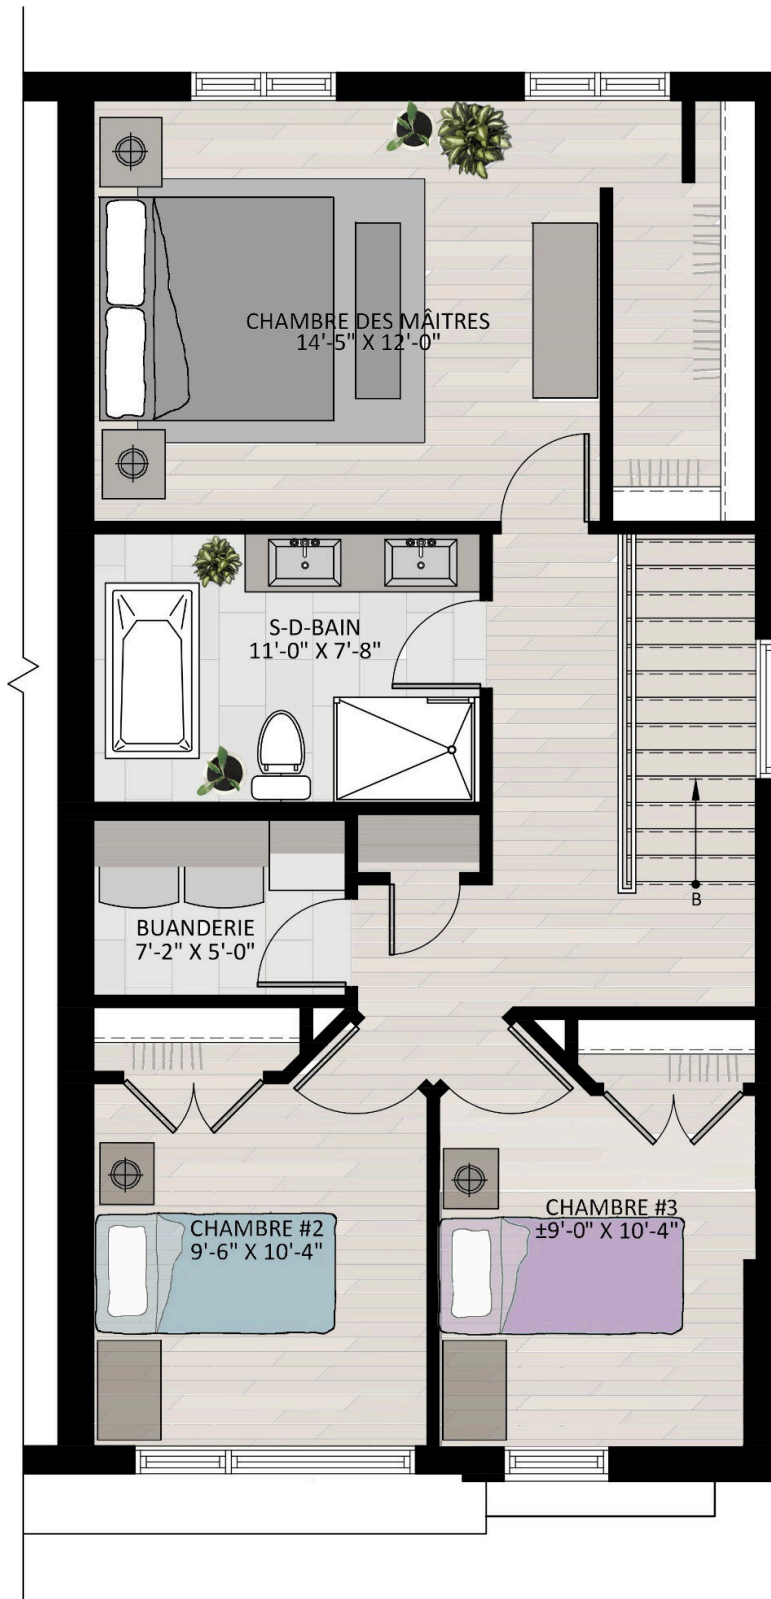 CHAMBRE DES MÂITRES
14'-5" X 12'-0"
S-D-BAIN
11'-0" X 7'-8"
B
BUANDERIE
7'-2" X 5'-0"
CHAMBRE #2
9'-6" X 10'-4"
CHAMBRE #3
±9'-0" X 10'-4"